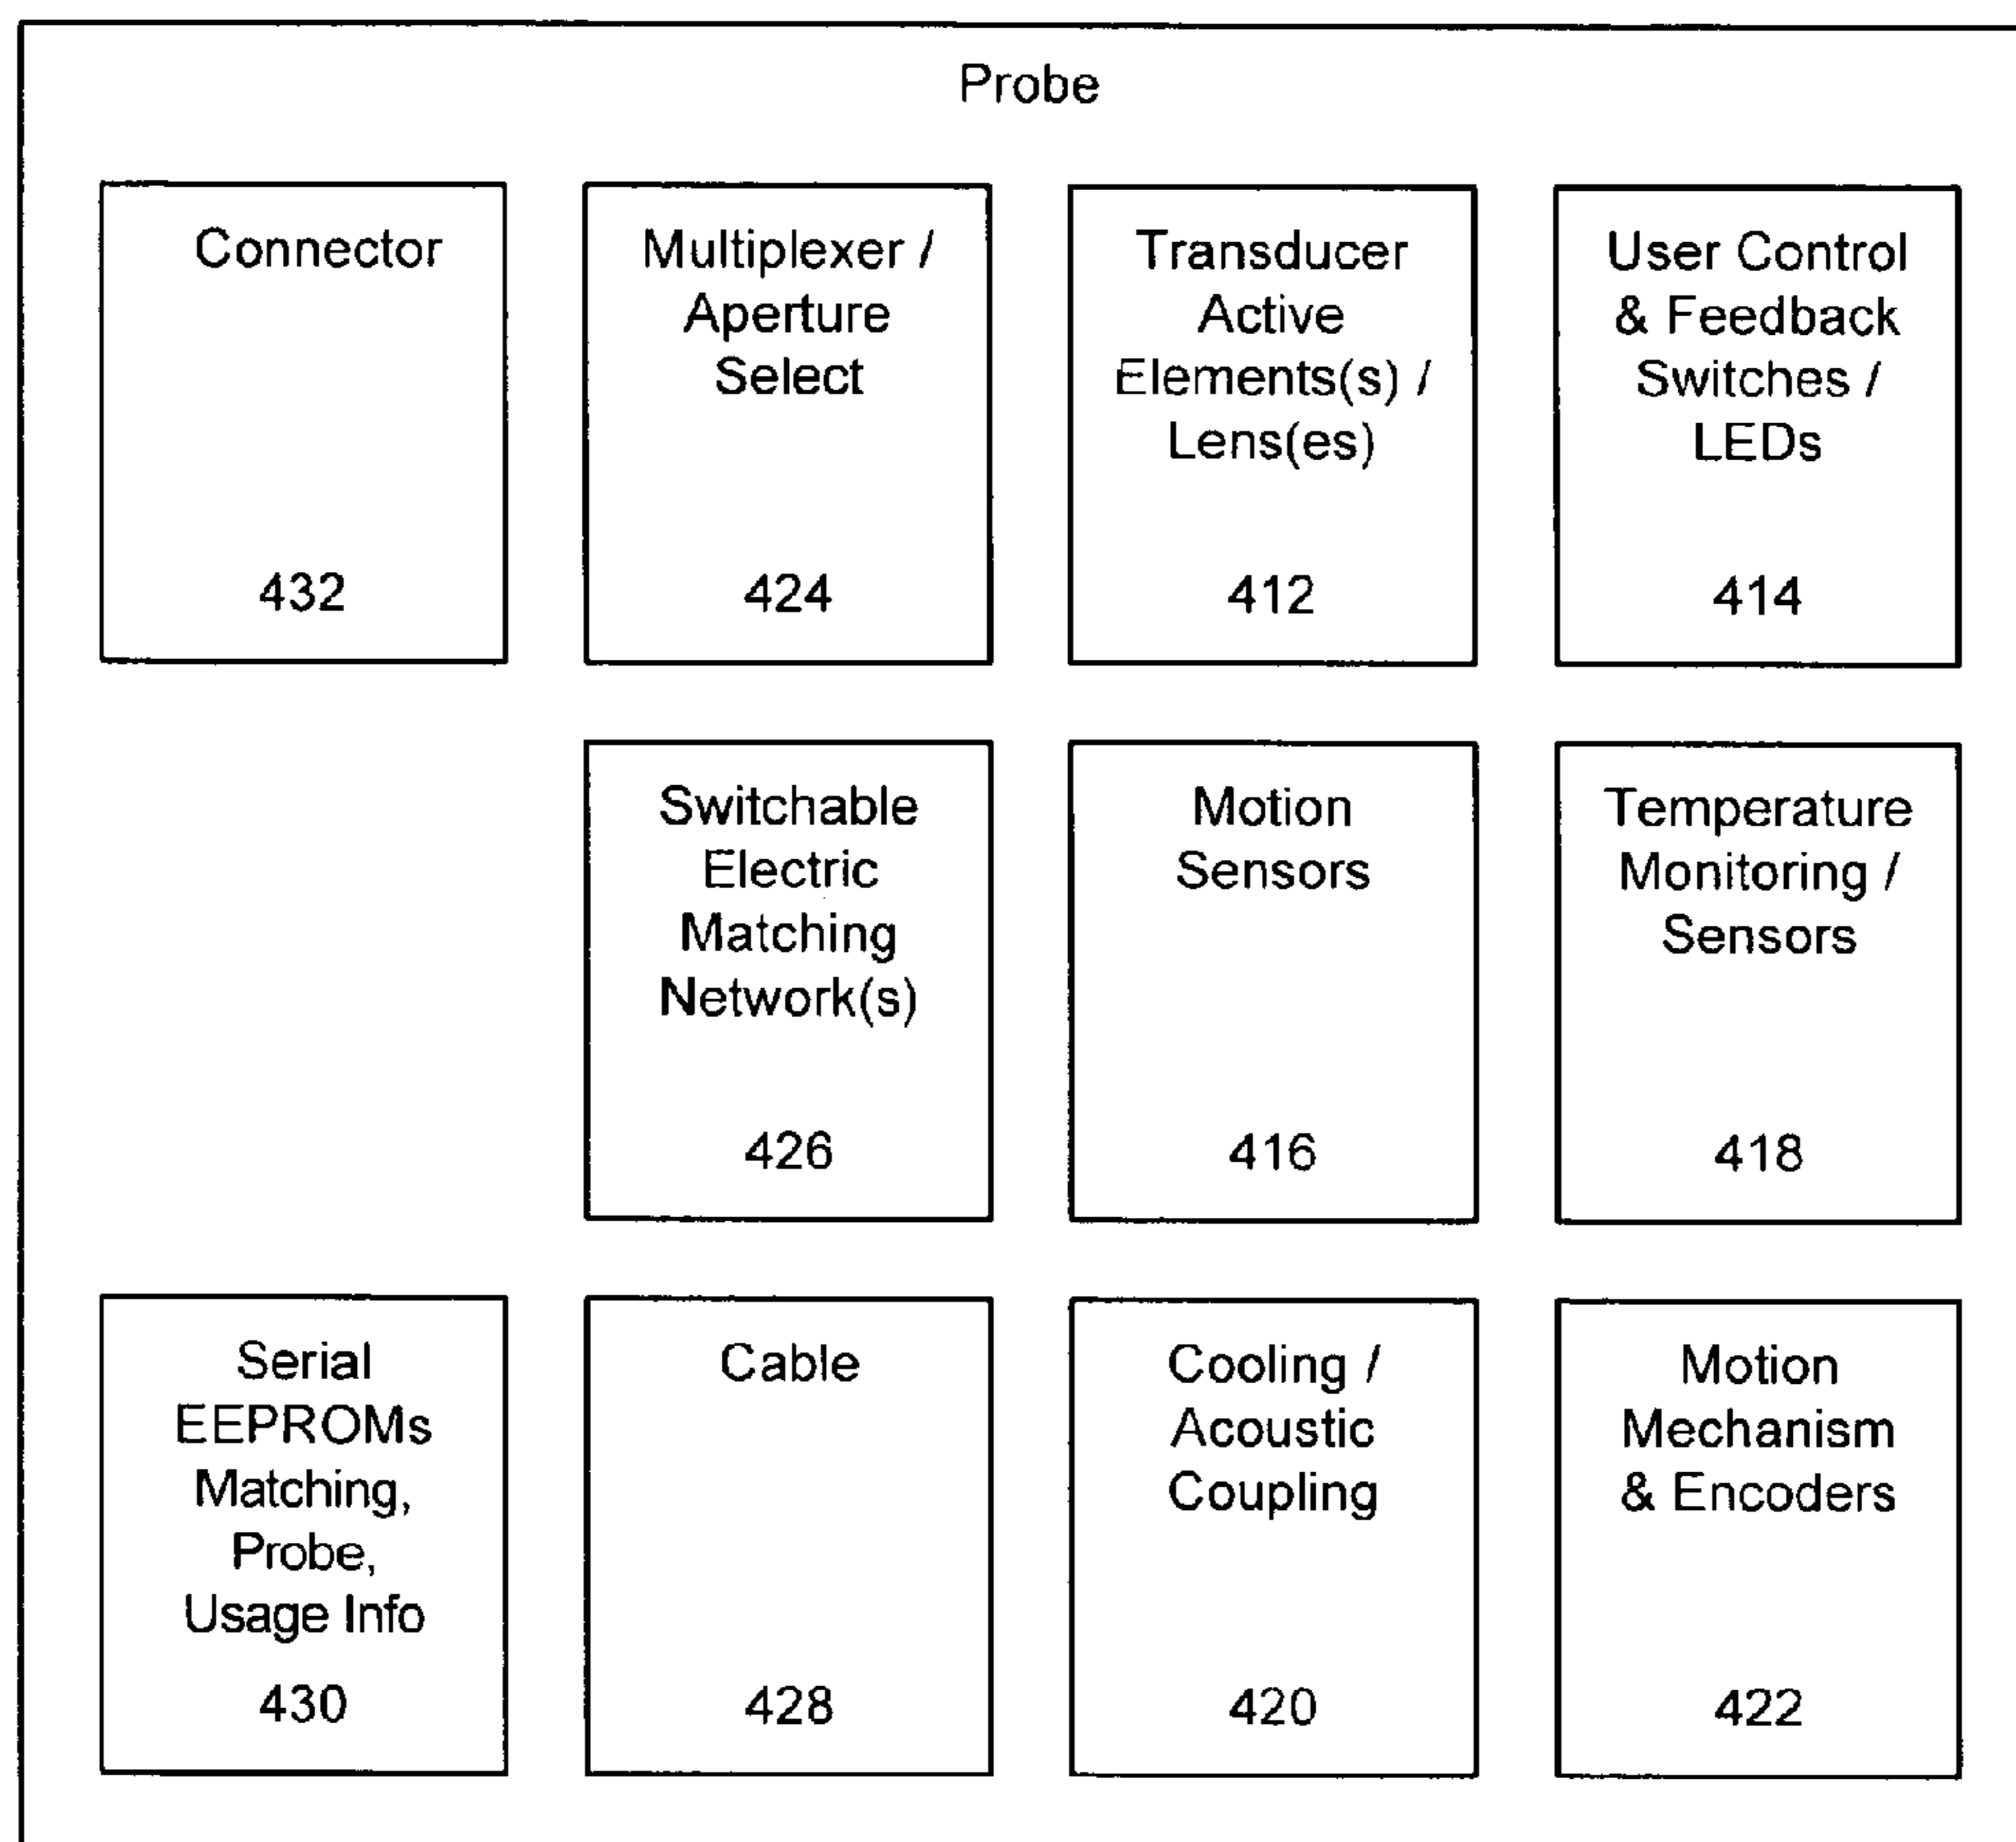 Probe
Connector
432
Multiplexer /
Aperture
Select
424
Transducer
Active
Elements(s) /
Lens(es)
412
User Control
& Feedback
Switches /
LEDs
414
Switchable
Electric
Matching
Network(s)
426
Motion
Sensors
416
Temperature
Monitoring /
Sensors
418
Serial
EEPROMs
Matching,
Probe,
Usage Info
430
Cable
428
Cooling /
Acoustic
Coupling
420
Motion
Mechanism
& Encoders
422